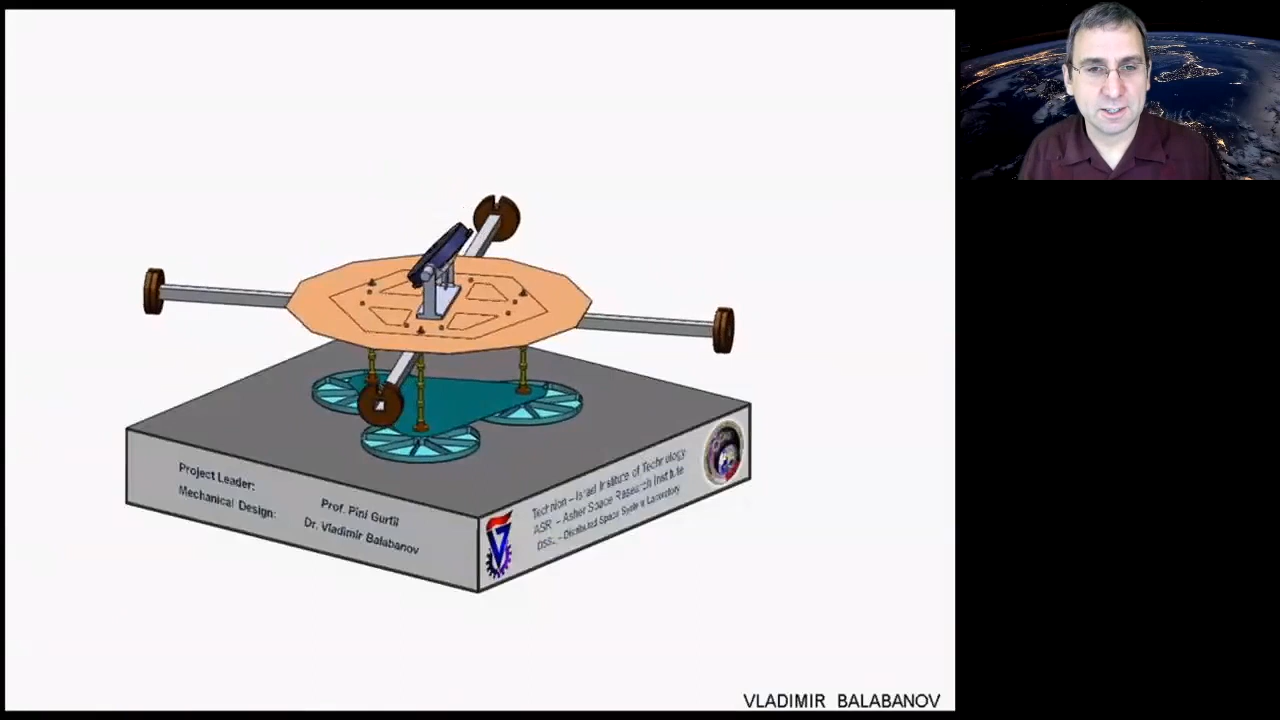 Project Leader:
Prof. Pini Gurfil
Mechanical Design:
Dr. Vladimir Balabanov
Technion – Israel Institute of Technology
ASRI – Asher Space Research Institute
DSSL – Distributed Space System Laboratory
VLADIMIR BALABANOV